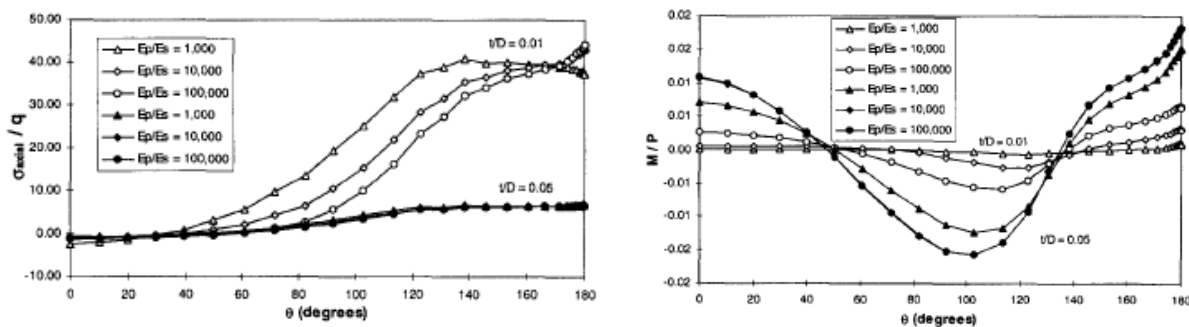 50.00
40.00
30.00
20.00
10.00
0.00
-10.00
σaxial / q
Ep/Es = 1,000
Ep/Es = 10,000
Ep/Es = 100,000
Ep/Es = 1,000
Ep/Es = 10,000
Ep/Es = 100,000
t/D = 0.01
t/D = 0.05
0 20 40 60 80 100 120 140 160 180
θ (degrees)
0.02
0.02
0.01
0.01
0.00
-0.01
-0.01
-0.02
-0.02
M / P
Ep/Es = 1,000
Ep/Es = 10,000
Ep/Es = 100,000
Ep/Es = 1,000
Ep/Es = 10,000
Ep/Es = 100,000
t/D = 0.01
t/D = 0.05
0 20 40 60 80 100 120 140 160 180
θ (degrees)